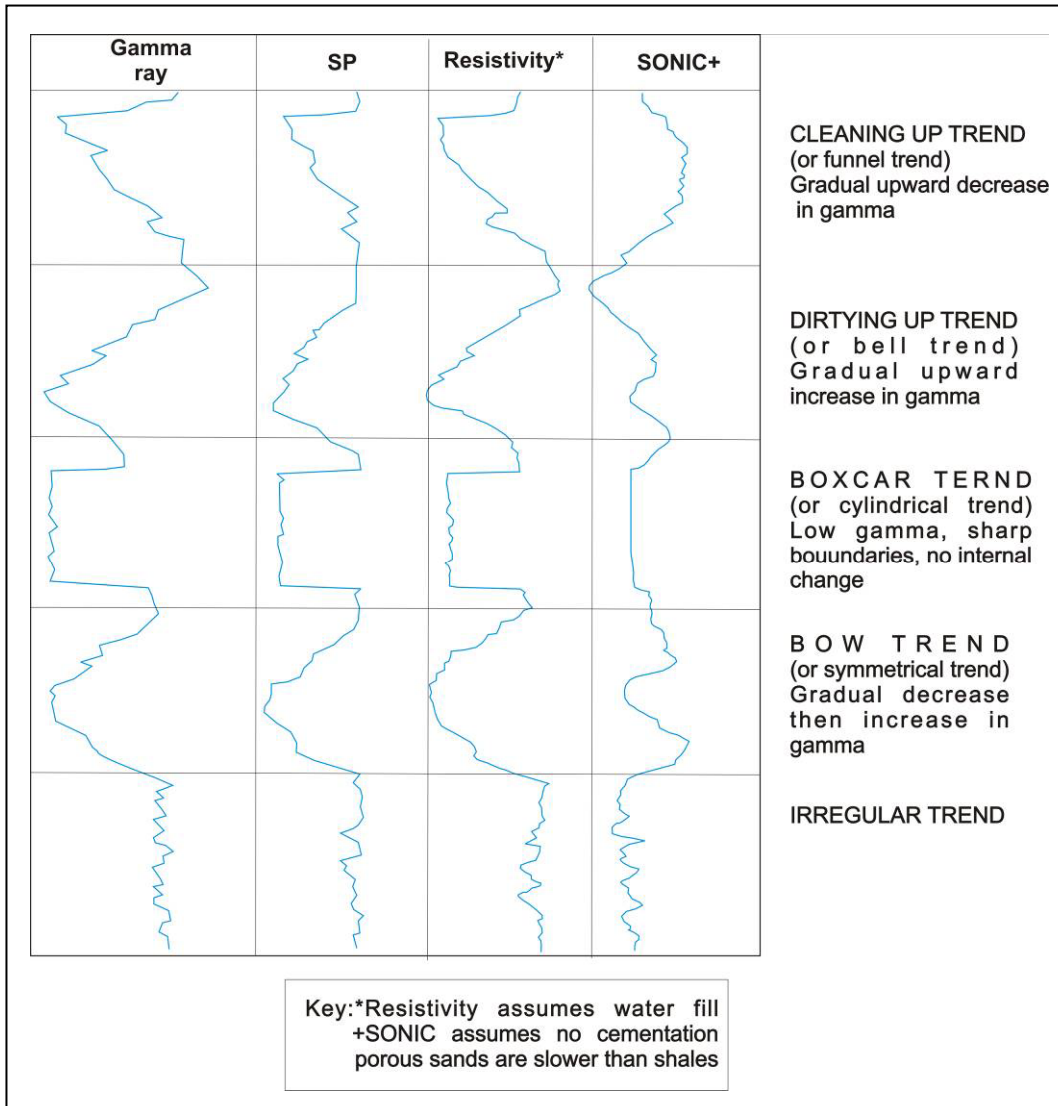 Gamma
ray
SP
Resistivity*
SONIC+
CLEANING UP TREND
(or funnel trend)
Gradual upward decrease
in gamma
DIRTYING UP TREND
(or bell trend)
Gradual upward
increase in gamma
BOXCAR TERND
(or cylindrical trend)
Low gamma, sharp
bouundaries, no internal
change
BOW TREND
(or symmetrical trend)
Gradual decrease
then increase in
gamma
IRREGULAR TREND
Key:*Resistivity assumes water fill
+SONIC assumes no cementation
porous sands are slower than shales